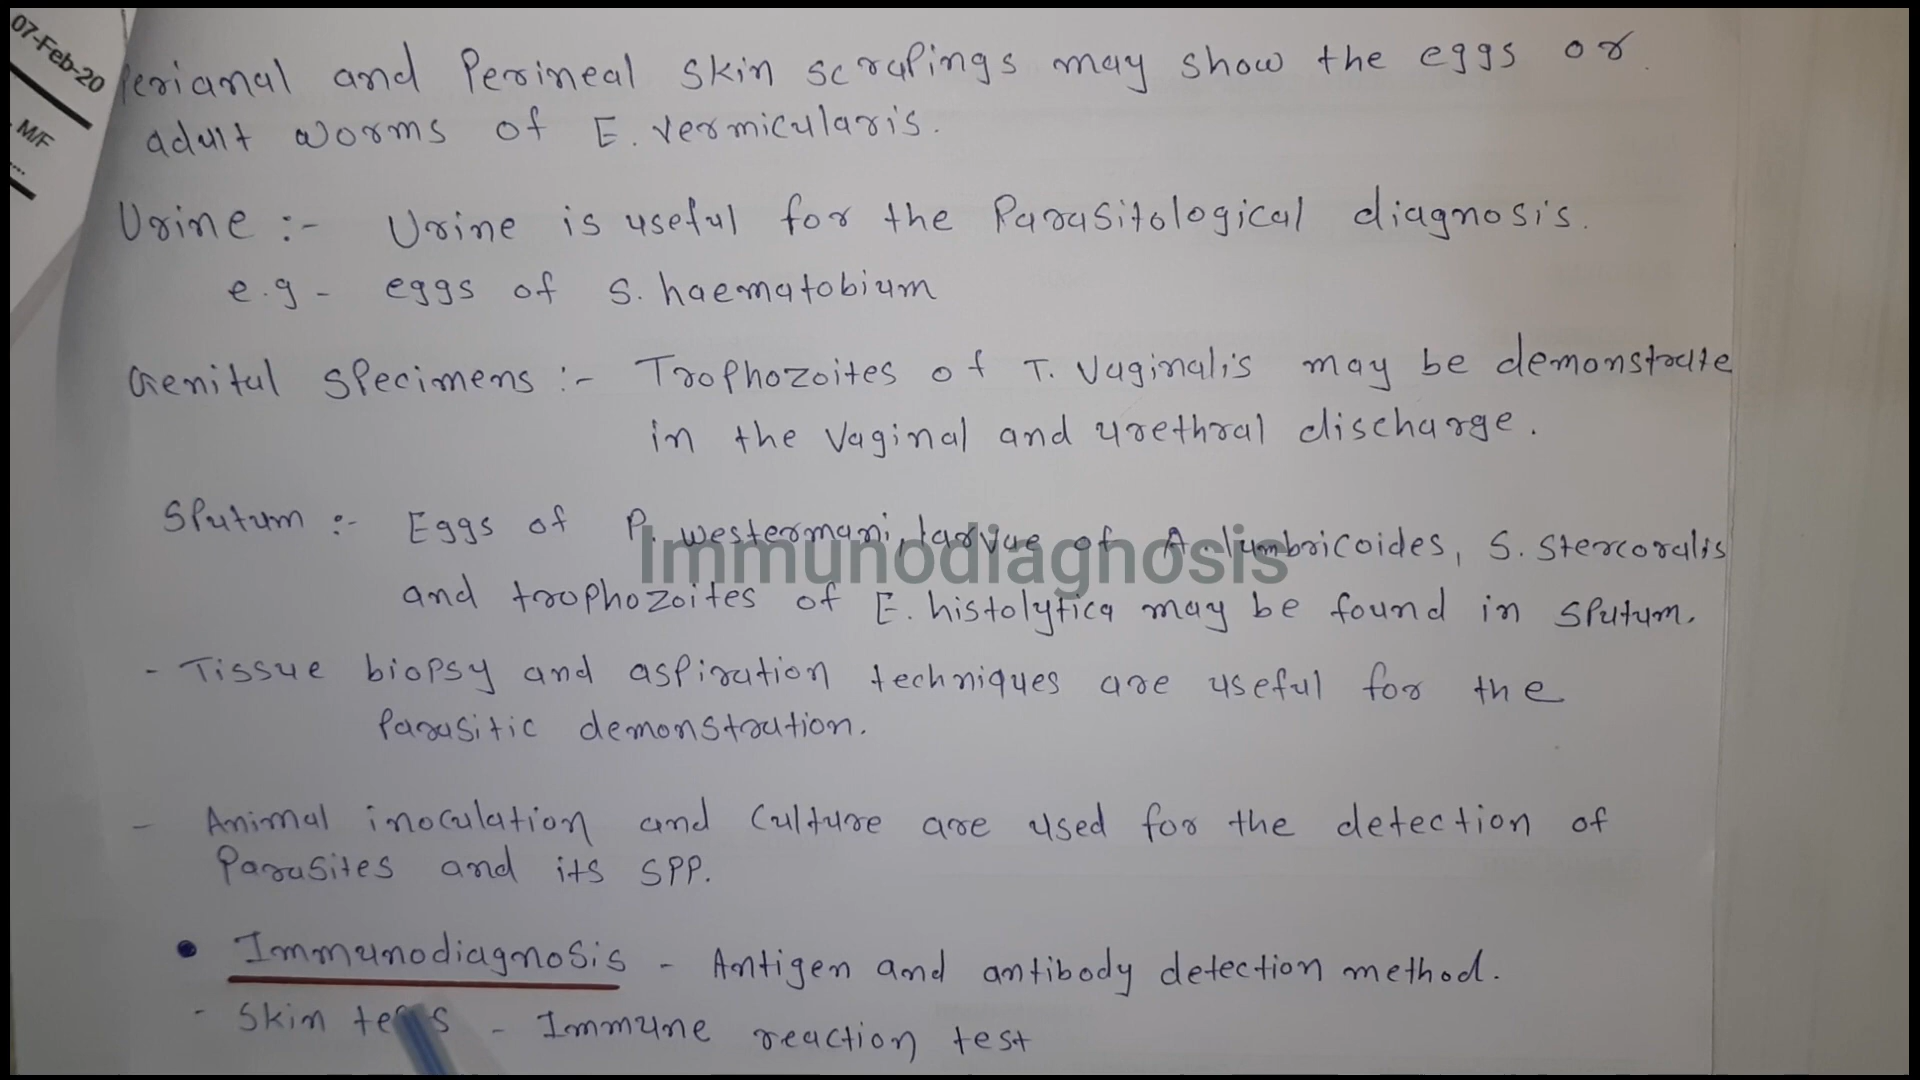 07-Feb-20
M/F
Perianal and Perineal skin scrapings may show the eggs or
adult worms of E. vermicularis.
Urine :- Urine is useful for the Parasitological diagnosis.
e.g - eggs of S. haematobium
Genital specimens :- Trophozoites of T. vaginalis may be demonstrate
in the vaginal and urethral discharge.
Sputum :- Eggs of P. westermani, larvae of A. lumbricoides, S. stercoralis
Immunodiagnosis
and trophozoites of E. histolytica may be found in sputum.
- Tissue biopsy and aspiration techniques are useful for the
Parasitic demonstration.
- Animal inoculation and culture are used for the detection of
Parasites and its SPP.
• Immunodiagnosis - Antigen and antibody detection method.
- Skin tests - Immune reaction test